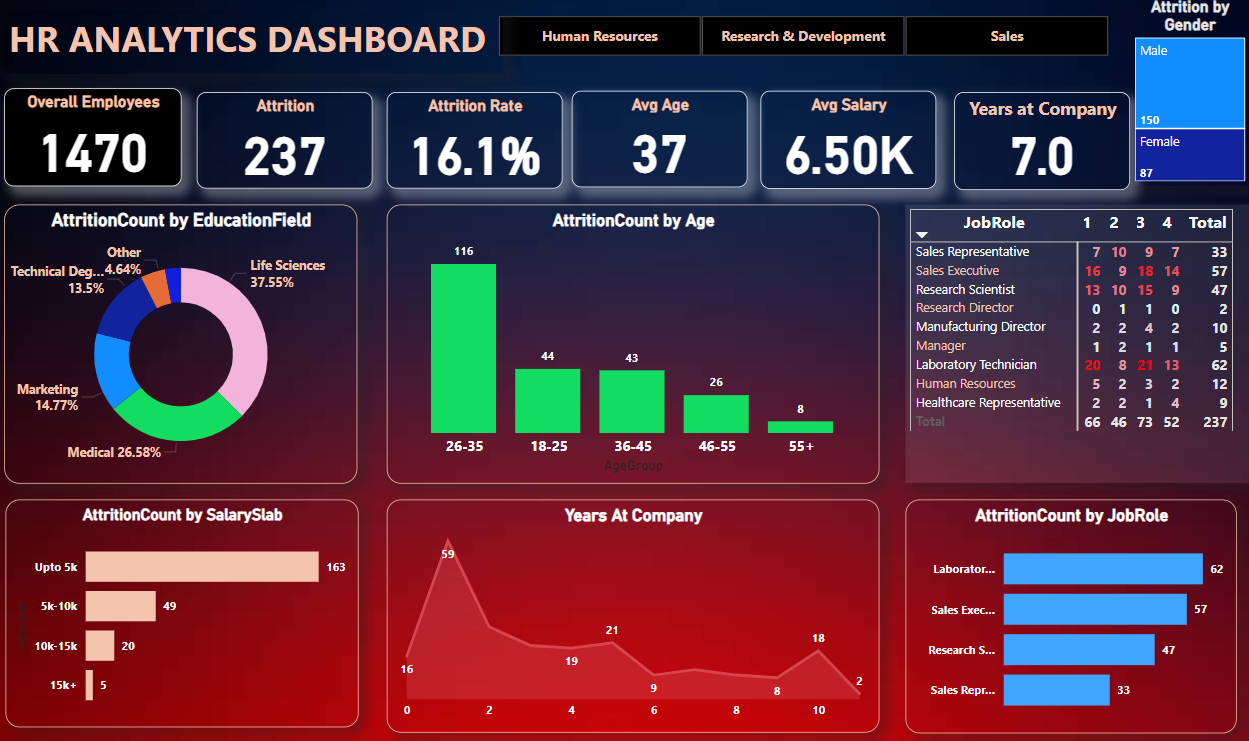 HR ANALYTICS DASHBOARD
Human Resources
Research & Development
Sales
Attrition by
Gender
Male
150
Female
87
Overall Employees
1470
Attrition
237
Attrition Rate
16.1%
Avg Age
37
Avg Salary
6.50K
Years at Company
7.0
AttritionCount by EducationField
Other
4.64%
Technical Deg...
13.5%
Life Sciences
37.55%
Marketing
14.77%
Medical 26.58%
AttritionCount by Age
116
44
43
26
8
26-35 18-25 36-45 46-55 55+
AgeGroup
JobRole 1 2 3 4 Total
Sales Representative 7 10 9 7 33
Sales Executive 16 9 18 14 57
Research Scientist 13 10 15 9 47
Research Director 0 1 1 0 2
Manufacturing Director 2 2 4 2 10
Manager 1 2 1 1 5
Laboratory Technician 20 8 21 13 62
Human Resources 5 2 3 2 12
Healthcare Representative 2 2 1 4 9
Total 66 46 73 52 237
AttritionCount by SalarySlab
Upto 5k 163
5k-10k 49
10k-15k 20
15k+ 5
Years At Company
59
16
19
21
9
8
18
2
0 2 4 6 8 10
AttritionCount by JobRole
Laborator... 62
Sales Exec... 57
Research S... 47
Sales Repr... 33